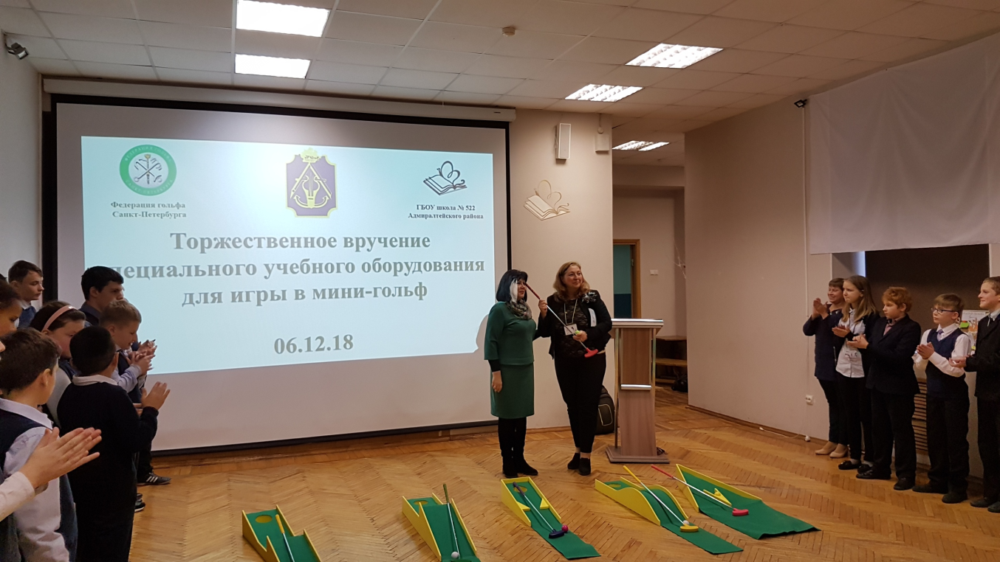 Федерация гольфа
Санкт-Петербурга
ГБОУ школа № 522
Адмиралтейского района
Торжественное вручение
специального учебного оборудования
для игры в мини-гольф
06.12.18